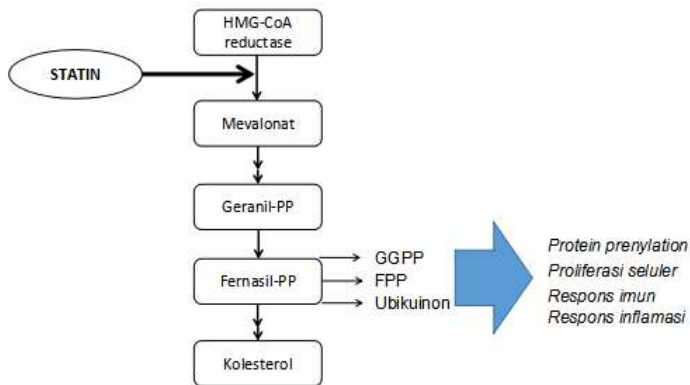 HMG-CoA
reductase
STATIN
Mevalonat
Geranil-PP
Fernasil-PP
GGPP
FPP
Ubikuinon
Kolesterol
Protein prenylation
Proliferasi seluler
Respons imun
Respons inflamasi